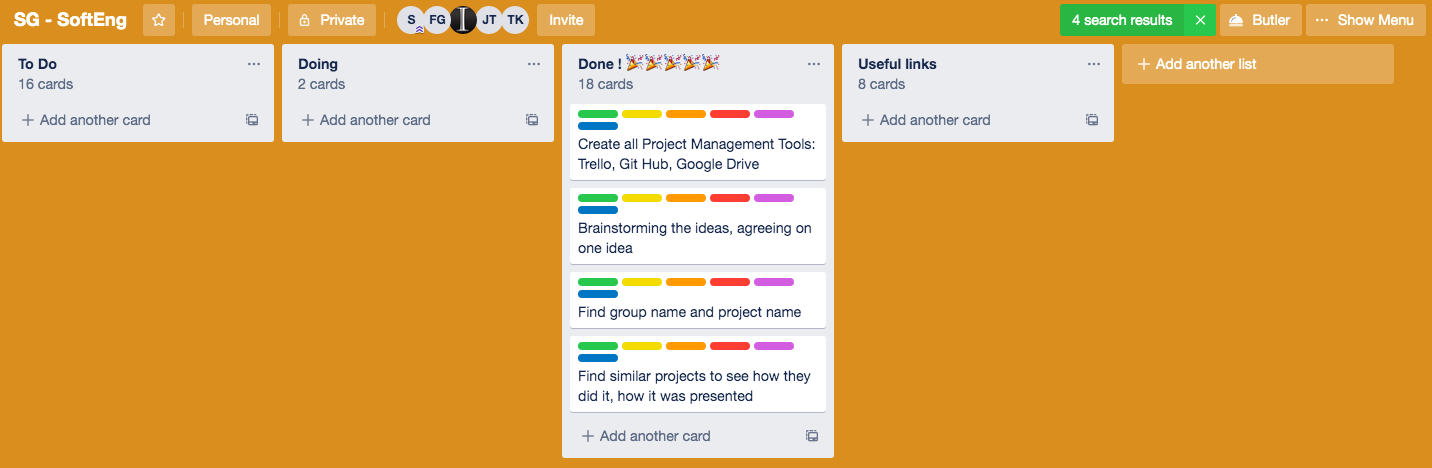 SG - SoftEng
Personal
Private
S FG I JT TK
Invite
4 search results
Butler
Show Menu
To Do
16 cards
Add another card
Doing
2 cards
Add another card
Done ! 🎉🎉🎉🎉🎉
18 cards
Create all Project Management Tools:
Trello, Git Hub, Google Drive
Brainstorming the ideas, agreeing on
one idea
Find group name and project name
Find similar projects to see how they
did it, how it was presented
Add another card
Useful links
8 cards
Add another card
Add another list